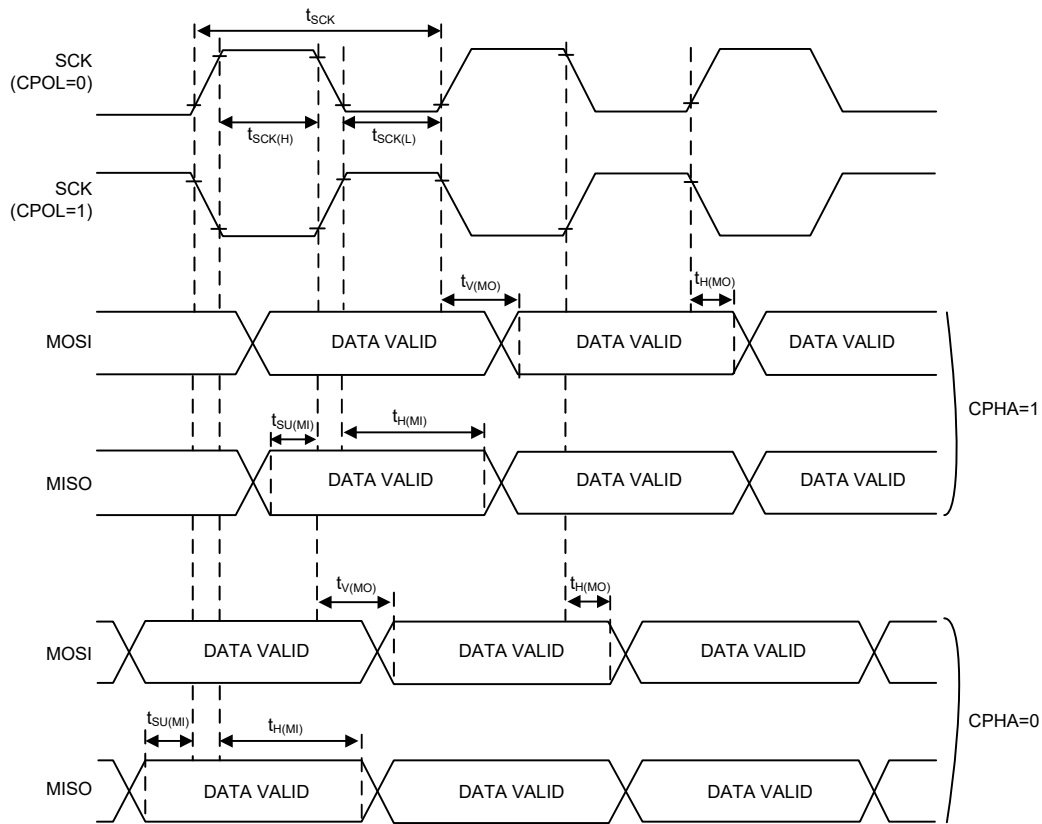 tSCK
SCK
(CPOL=0)
tSCK(H)
tSCK(L)
SCK
(CPOL=1)
tV(MO)
tH(MO)
MOSI
DATA VALID
DATA VALID
DATA VALID
CPHA=1
tSU(MI)
tH(MI)
MISO
DATA VALID
DATA VALID
DATA VALID
tV(MO)
tH(MO)
MOSI
DATA VALID
DATA VALID
DATA VALID
CPHA=0
tSU(MI)
tH(MI)
MISO
DATA VALID
DATA VALID
DATA VALID